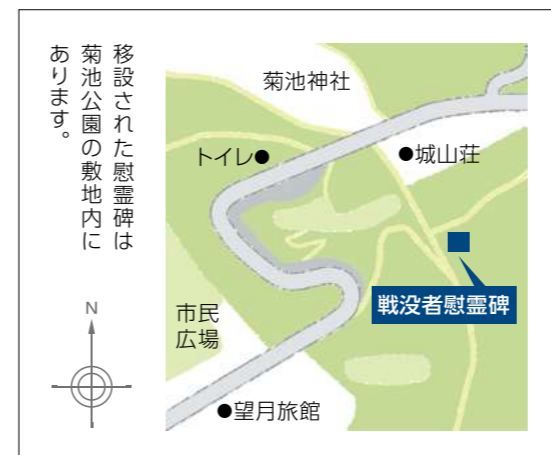 移設された慰霊碑は
菊池公園の敷地内に
あります。
菊池神社
トイレ●
●城山荘
戦没者慰霊碑
市民
広場
●望月旅館
N